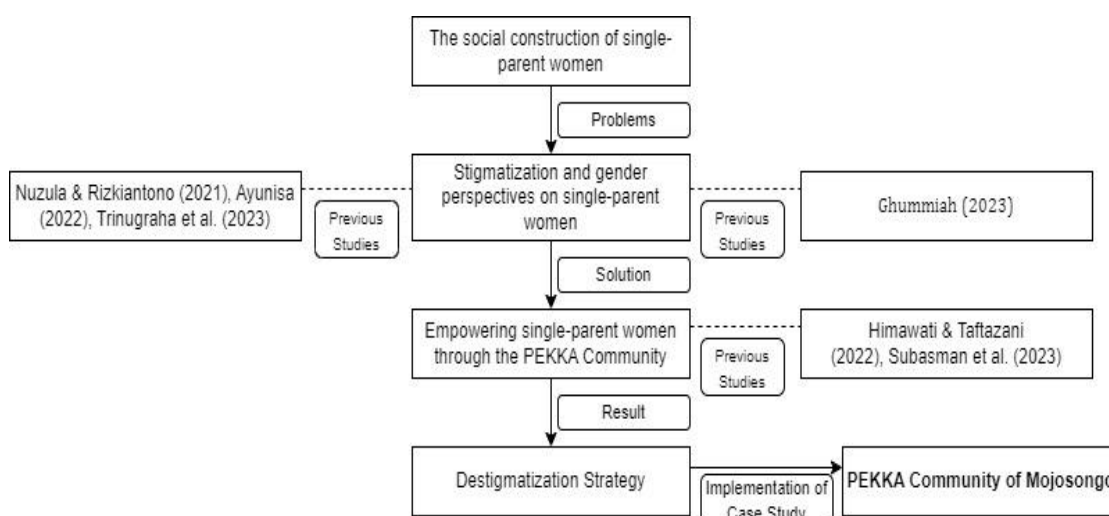 The social construction of single-
parent women
Problems
Nuzula & Rizkiantono (2021), Ayunisa
(2022), Trinugraha et al. (2023)
Previous
Studies
Stigmatization and gender
perspectives on single-parent
women
Previous
Studies
Ghummiah (2023)
Solution
Empowering single-parent women
through the PEKKA Community
Previous
Studies
Himawati & Taftazani
(2022), Subasman et al. (2023)
Result
Destigmatization Strategy
Implementation of
Case Study
PEKKA Community of Mojosongo